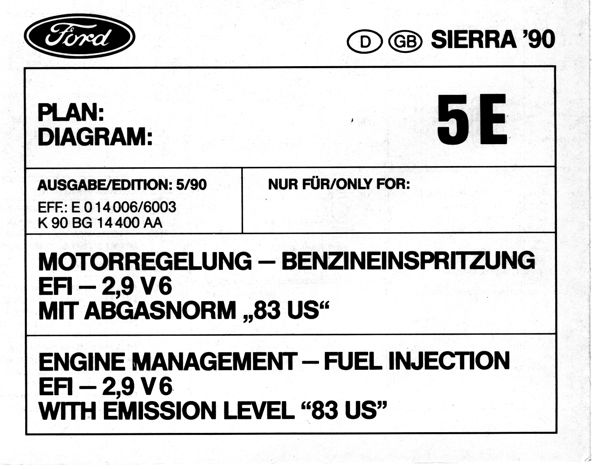 Ford
D GB SIERRA '90
PLAN:
DIAGRAM:
5E
AUSGABE/EDITION: 5/90
EFF.: E 0 14 006/6003
K 90 BG 14 400 AA
NUR FÜR/ONLY FOR:
MOTORREGELUNG – BENZINEINSPRITZUNG
EFI – 2,9 V6
MIT ABGASNORM „83 US“
ENGINE MANAGEMENT – FUEL INJECTION
EFI – 2,9 V6
WITH EMISSION LEVEL “83 US”